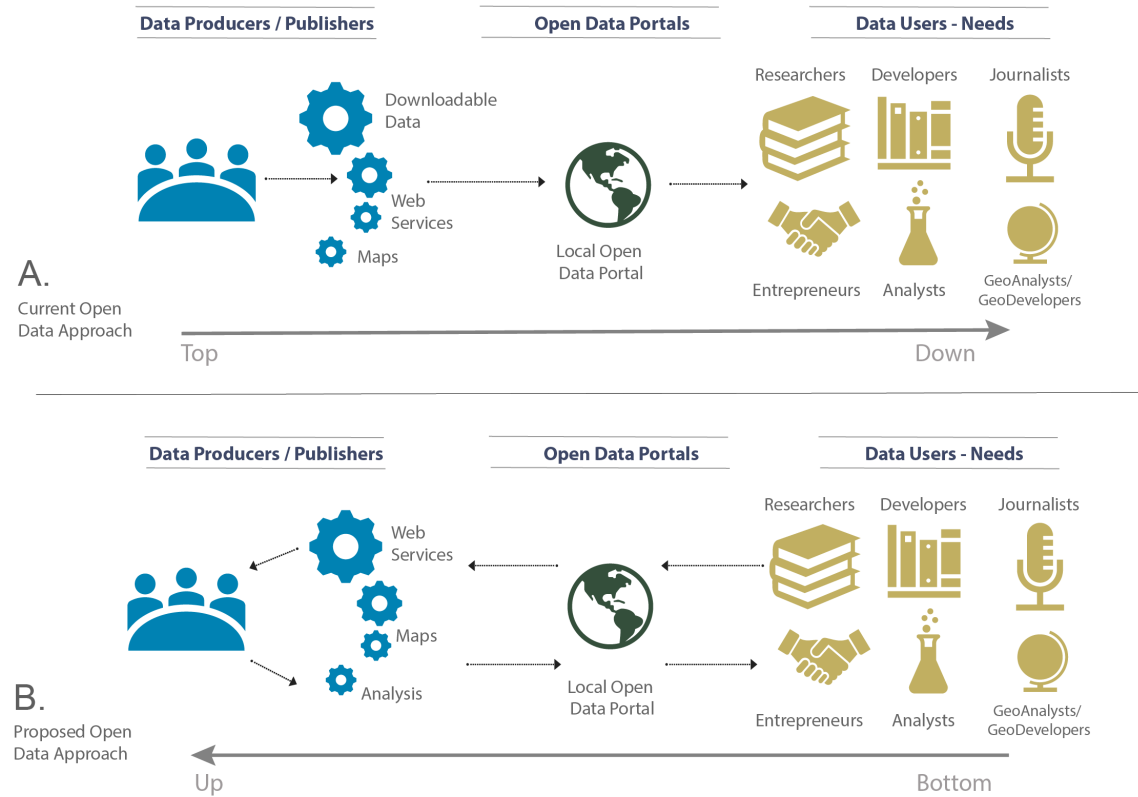 Data Producers / Publishers
Open Data Portals
Data Users - Needs
Researchers
Developers
Journalists
Downloadable
Data
Web
Services
Maps
Local Open
Data Portal
Entrepreneurs
Analysts
GeoAnalysts/
GeoDevelopers
A.
Current Open
Data Approach
Top
Down
Data Producers / Publishers
Open Data Portals
Data Users - Needs
Researchers
Developers
Journalists
Web
Services
Maps
Analysis
Local Open
Data Portal
Entrepreneurs
Analysts
GeoAnalysts/
GeoDevelopers
B.
Proposed Open
Data Approach
Up
Bottom